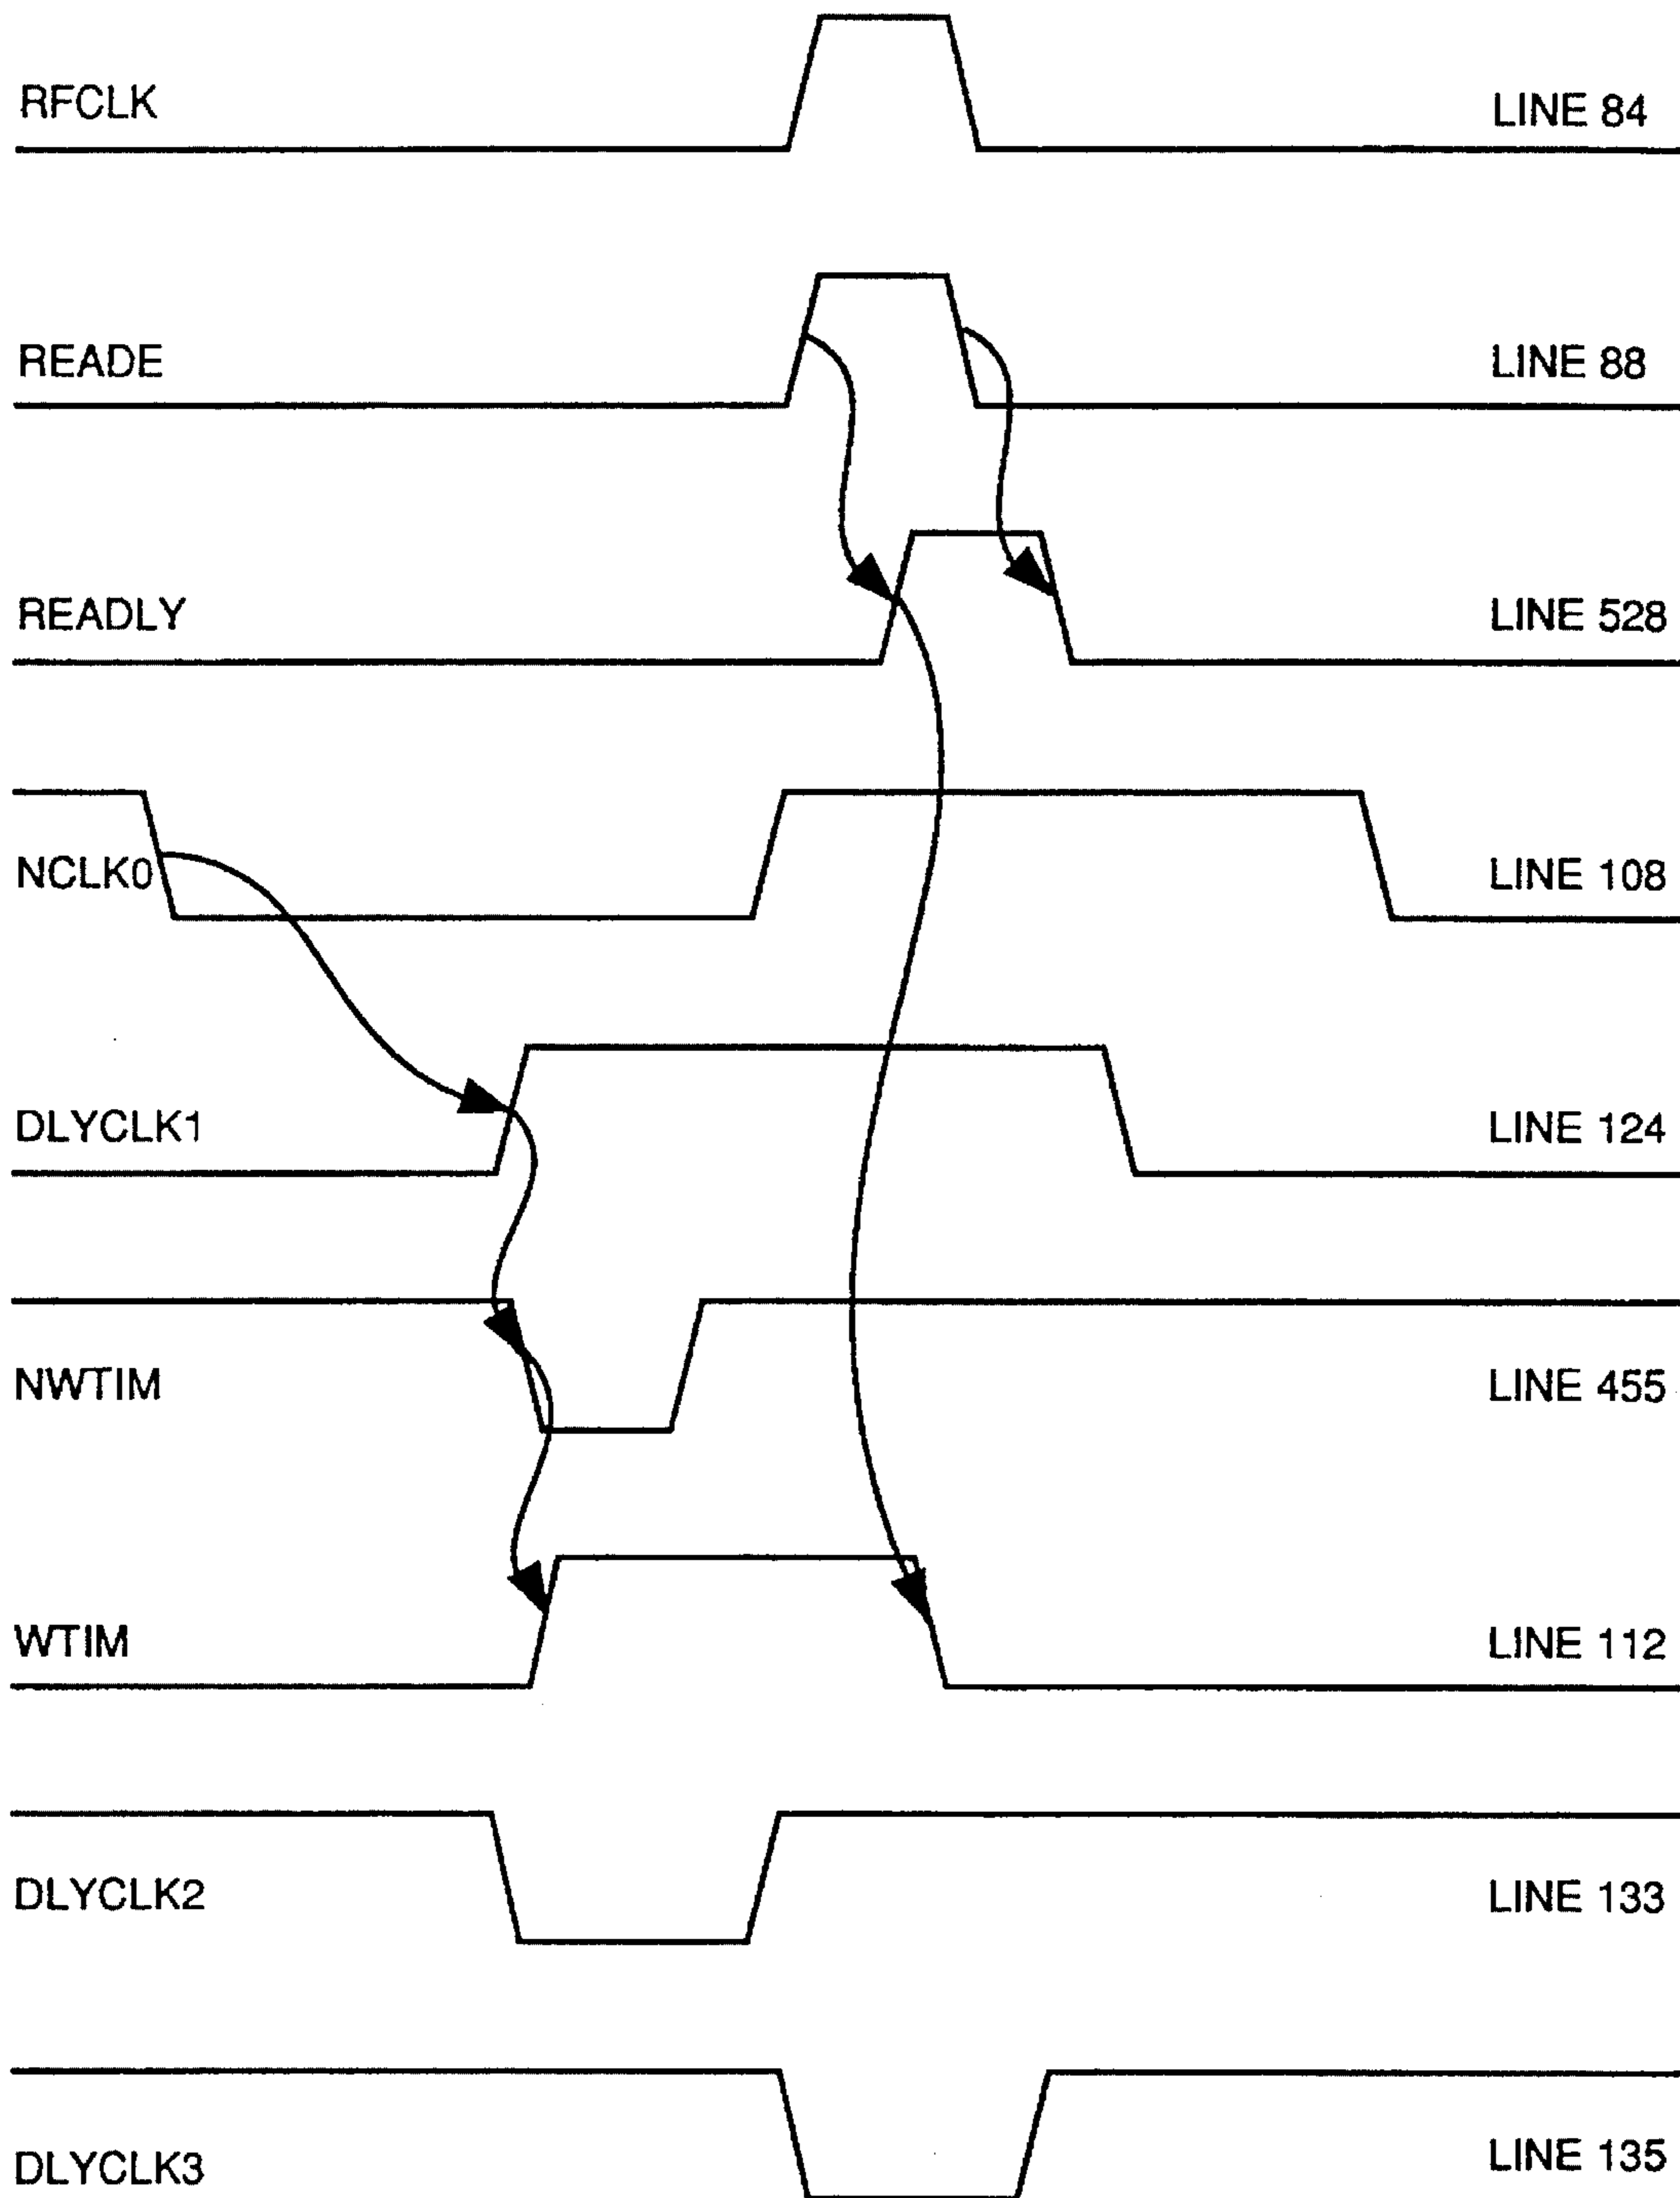 RFCLK LINE 84
READE LINE 88
READLY LINE 528
NCLK0 LINE 108
DLYCLK1 LINE 124
NWTIM LINE 455
WTIM LINE 112
DLYCLK2 LINE 133
DLYCLK3 LINE 135